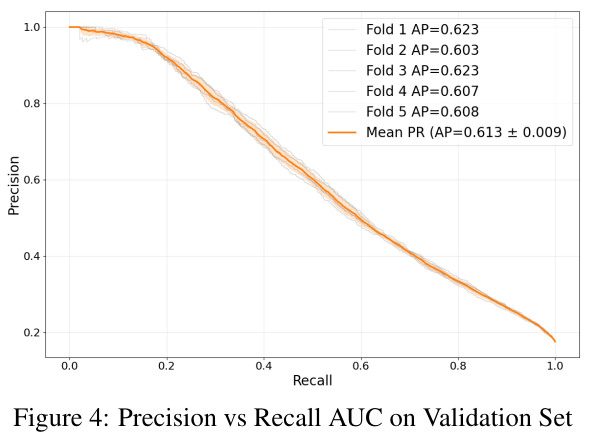 Fold 1 AP=0.623
Fold 2 AP=0.603
Fold 3 AP=0.623
Fold 4 AP=0.607
Fold 5 AP=0.608
Mean PR (AP=0.613 ± 0.009)
Precision
1.0
0.8
0.6
0.4
0.2
0.0 0.2 0.4 0.6 0.8 1.0
Recall
Figure 4: Precision vs Recall AUC on Validation Set